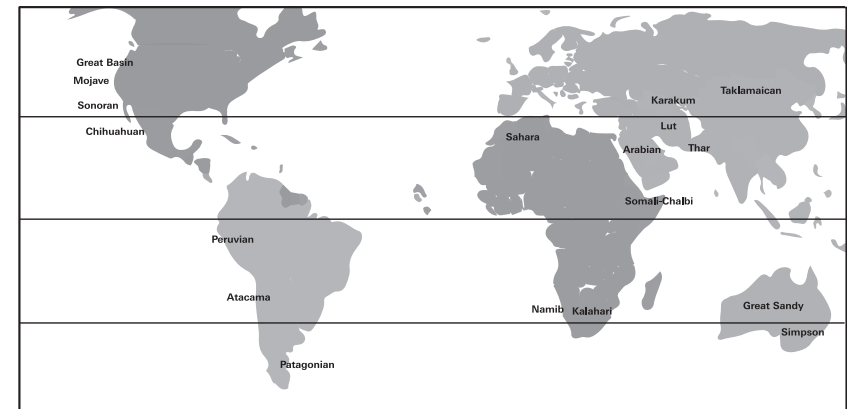 Great Basin
Mojave
Sonoran
Chihuahuan
Peruvian
Atacama
Patagonian
Sahara
Somali-Chalbi
Namib Kalahari
Arabian
Karakum
Lut
Thar
Taklamaican
Great Sandy
Simpson